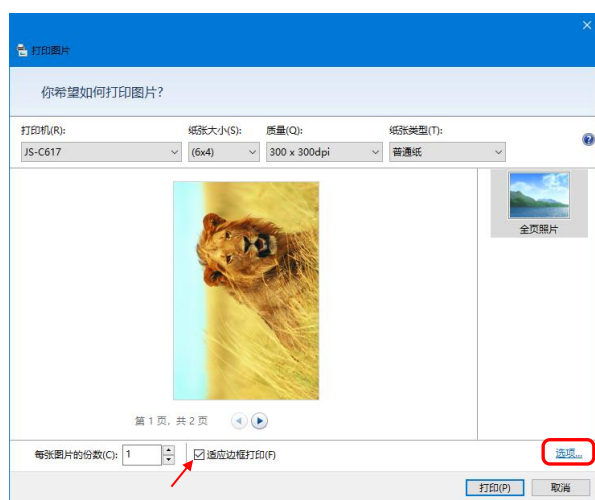 打印图片
你希望如何打印图片?
打印机(R):
纸张大小(S):
质量(Q):
纸张类型(T):
JS-C617
(6x4)
300 x 300dpi
普通纸
全页照片
第 1 页, 共 2 页
每张图片的份数(C): 1
适应边框打印(F)
选项...
打印(P)
取消